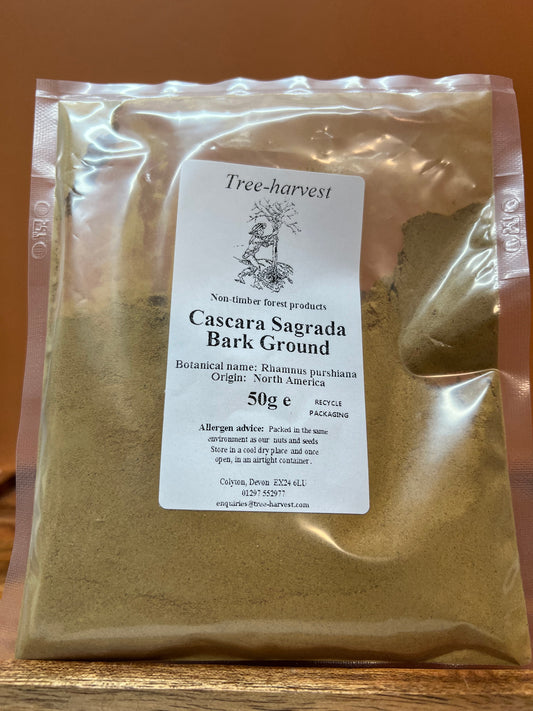 Tree-harvest
Non-timber forest products
Cascara Sagrada
Bark Ground
Botanical name: Rhamnus purshiana
Origin: North America
50g e
RECYCLE
PACKAGING
Allergen advice: Packed in the same
environment as our nuts and seeds
Store in a cool dry place and once
open, in an airtight container.
Colyton, Devon EX24 6LU
01297 552977
enquiries@tree-harvest.com